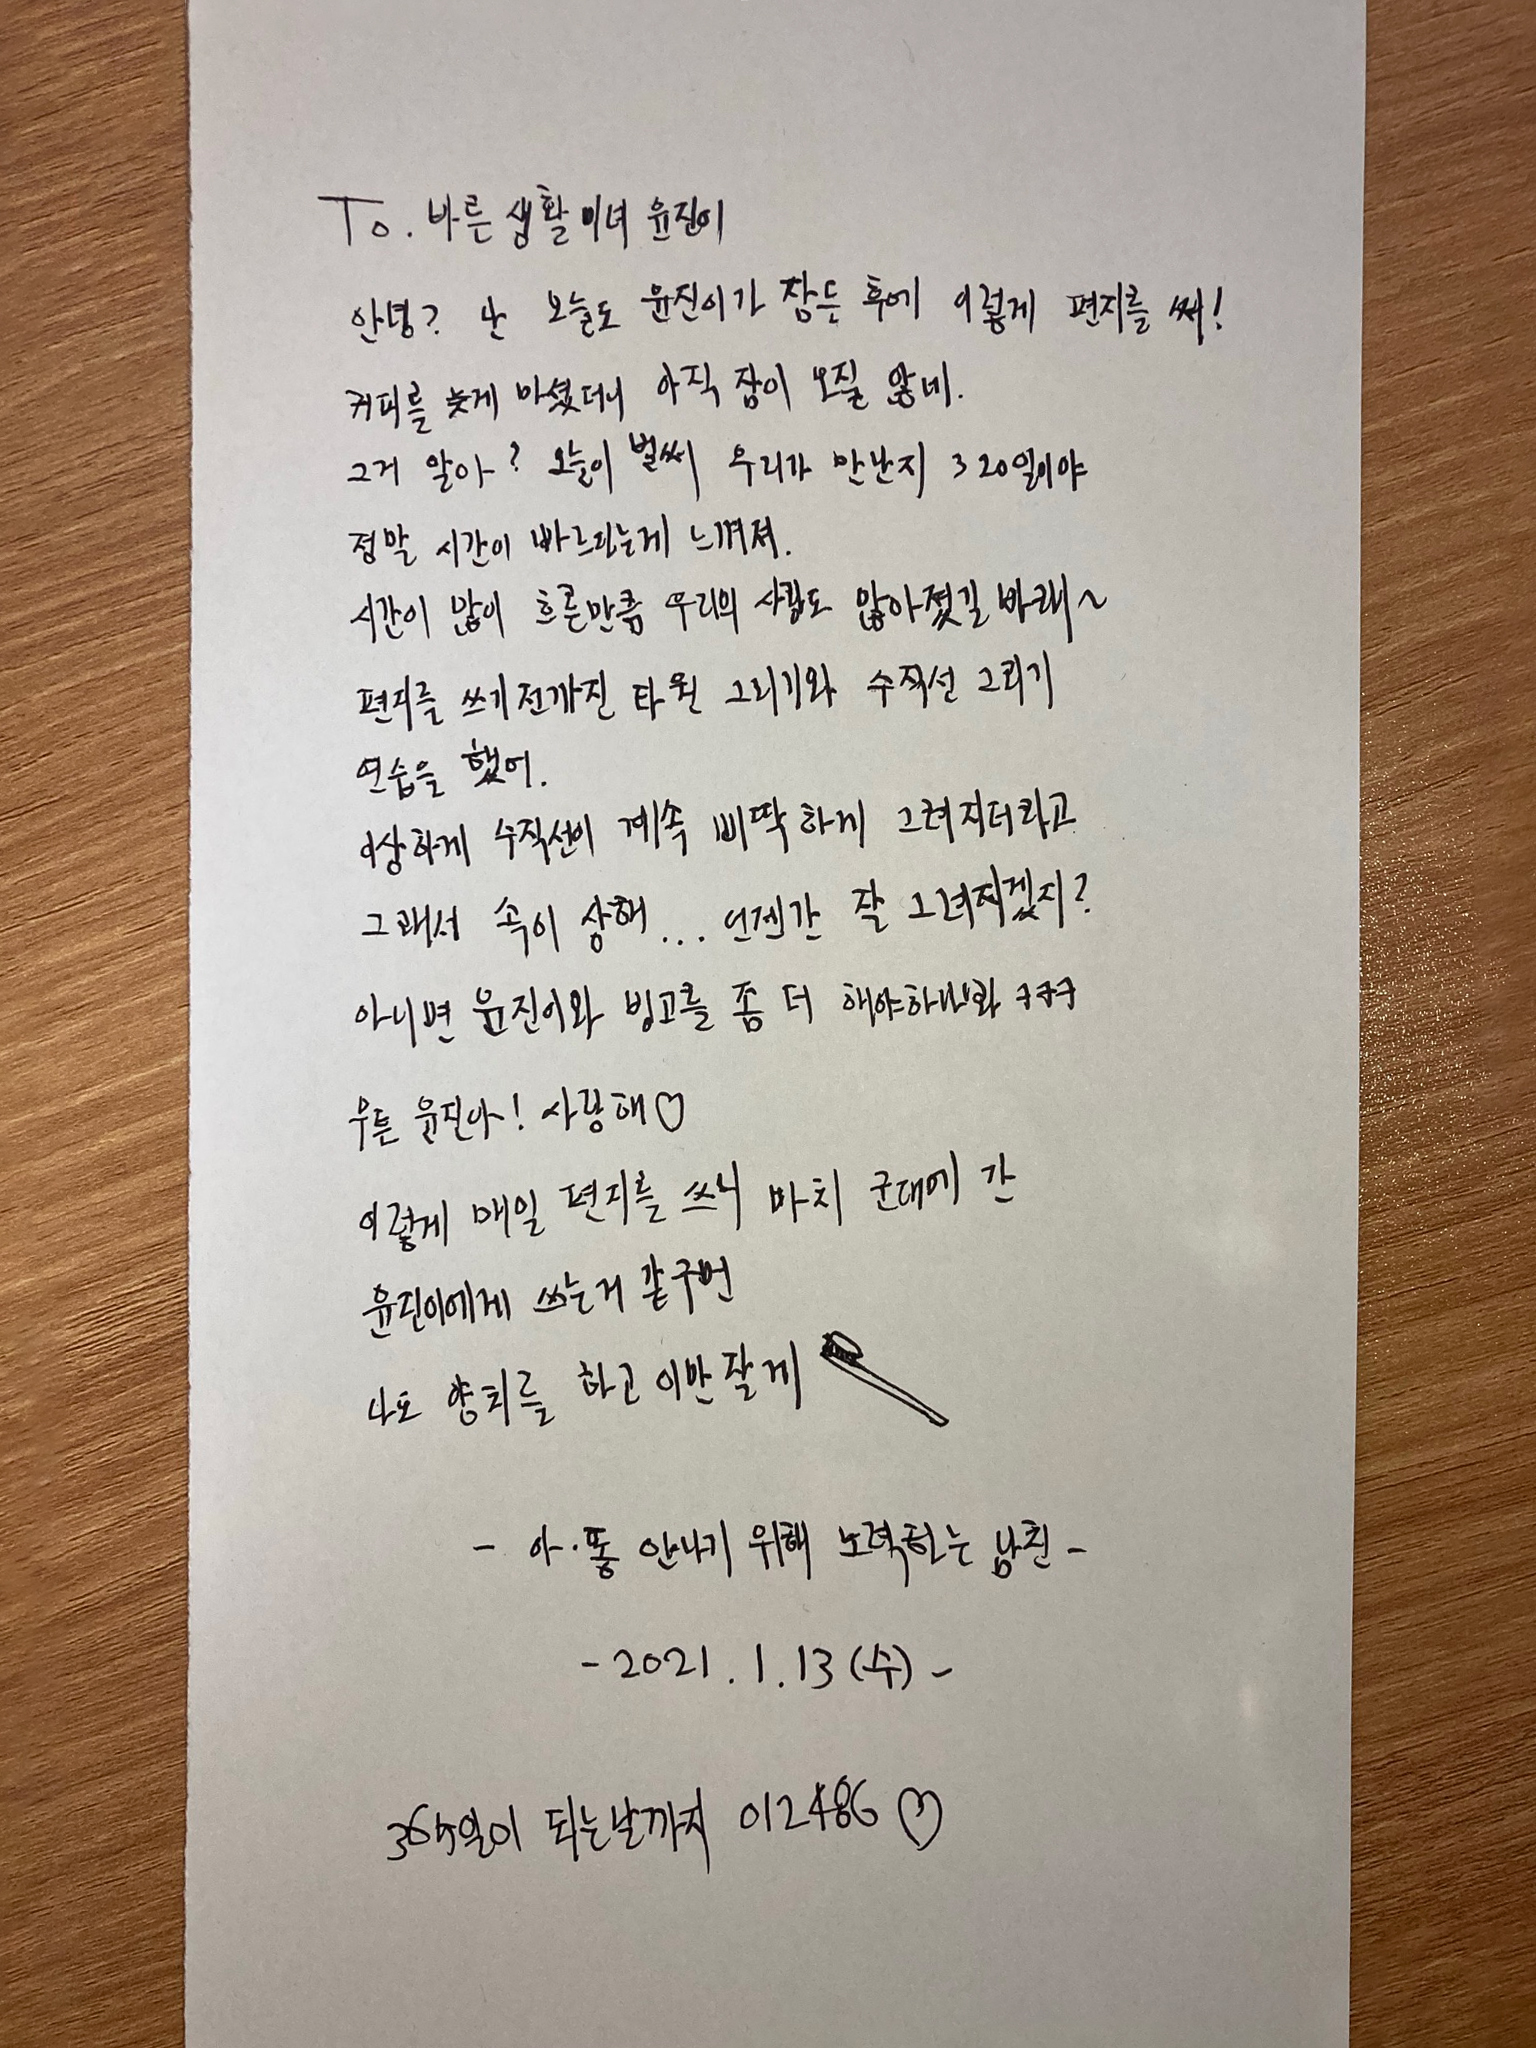 To. 바른 생활 미녀 윤진이
안녕? 난 오늘도 윤진이가 잠든 후에 이렇게 편지를 써!
커피를 늦게 마셨더니 아직 잠이 오질 않네.
그거 알아? 오늘이 벌써 우리가 만난지 320일이야
정말 시간이 빠르다는게 느껴져.
시간이 많이 흐른만큼 우리의 사랑도 많아졌길 바래~
편지를 쓰기 전까진 타원 그리기와 수직선 그리기
연습을 했어.
이상하게 수직선이 계속 삐딱하게 그려지더라고
그래서 속이 상해... 언젠간 잘 그려지겠지?
아니면 윤진이와 빙고를 좀 더 해야하나봐 ㅋㅋㅋ
무튼 윤진아! 사랑해♡
이렇게 매일 편지를 쓰니 마치 군대에 간
윤진이에게 쓰는거 같구먼
나도 양치를 하고 이만 잘게
- 아·통 안나기 위해 노력하는 남친 -
- 2021. 1. 13 (수) -
365일이 되는날까지 012486♡